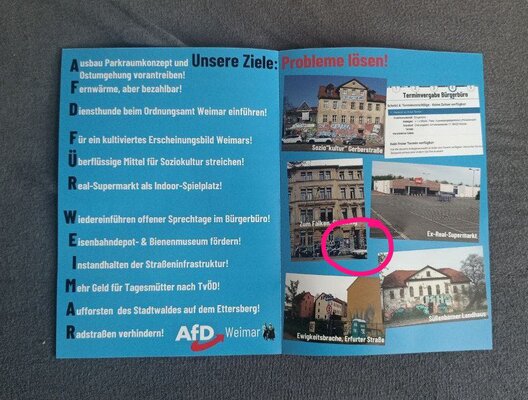 Unsere Ziele: Probleme lösen!
Ausbau Parkraumkonzept und
Ostumgehung vorantreiben!
Fernwärme, aber bezahlbar!
Diensthunde beim Ordnungsamt Weimar einführen!
Für ein kultiviertes Erscheinungsbild Weimars!
Überflüssige Mittel für Soziokultur streichen!
Real-Supermarkt als Indoor-Spielplatz!
Wiedereinführen offener Sprechtage im Bürgerbüro!
Eisenbahndepot- & Bienenmuseum fördern!
Instandhalten der Straßeninfrastruktur!
Mehr Geld für Tagesmütter nach TvÖD!
Aufforsten des Stadtwaldes auf dem Ettersberg!
Radstraßen verhindern!
AfD Weimar
Sozio"kultur" Gerberstraße
Terminvergabe Bürgerbüro
Zum Falken,
Ex-Real-Supermarkt
Ewigkeitsbrache, Erfurter Straße
Süßenborner Landhaus